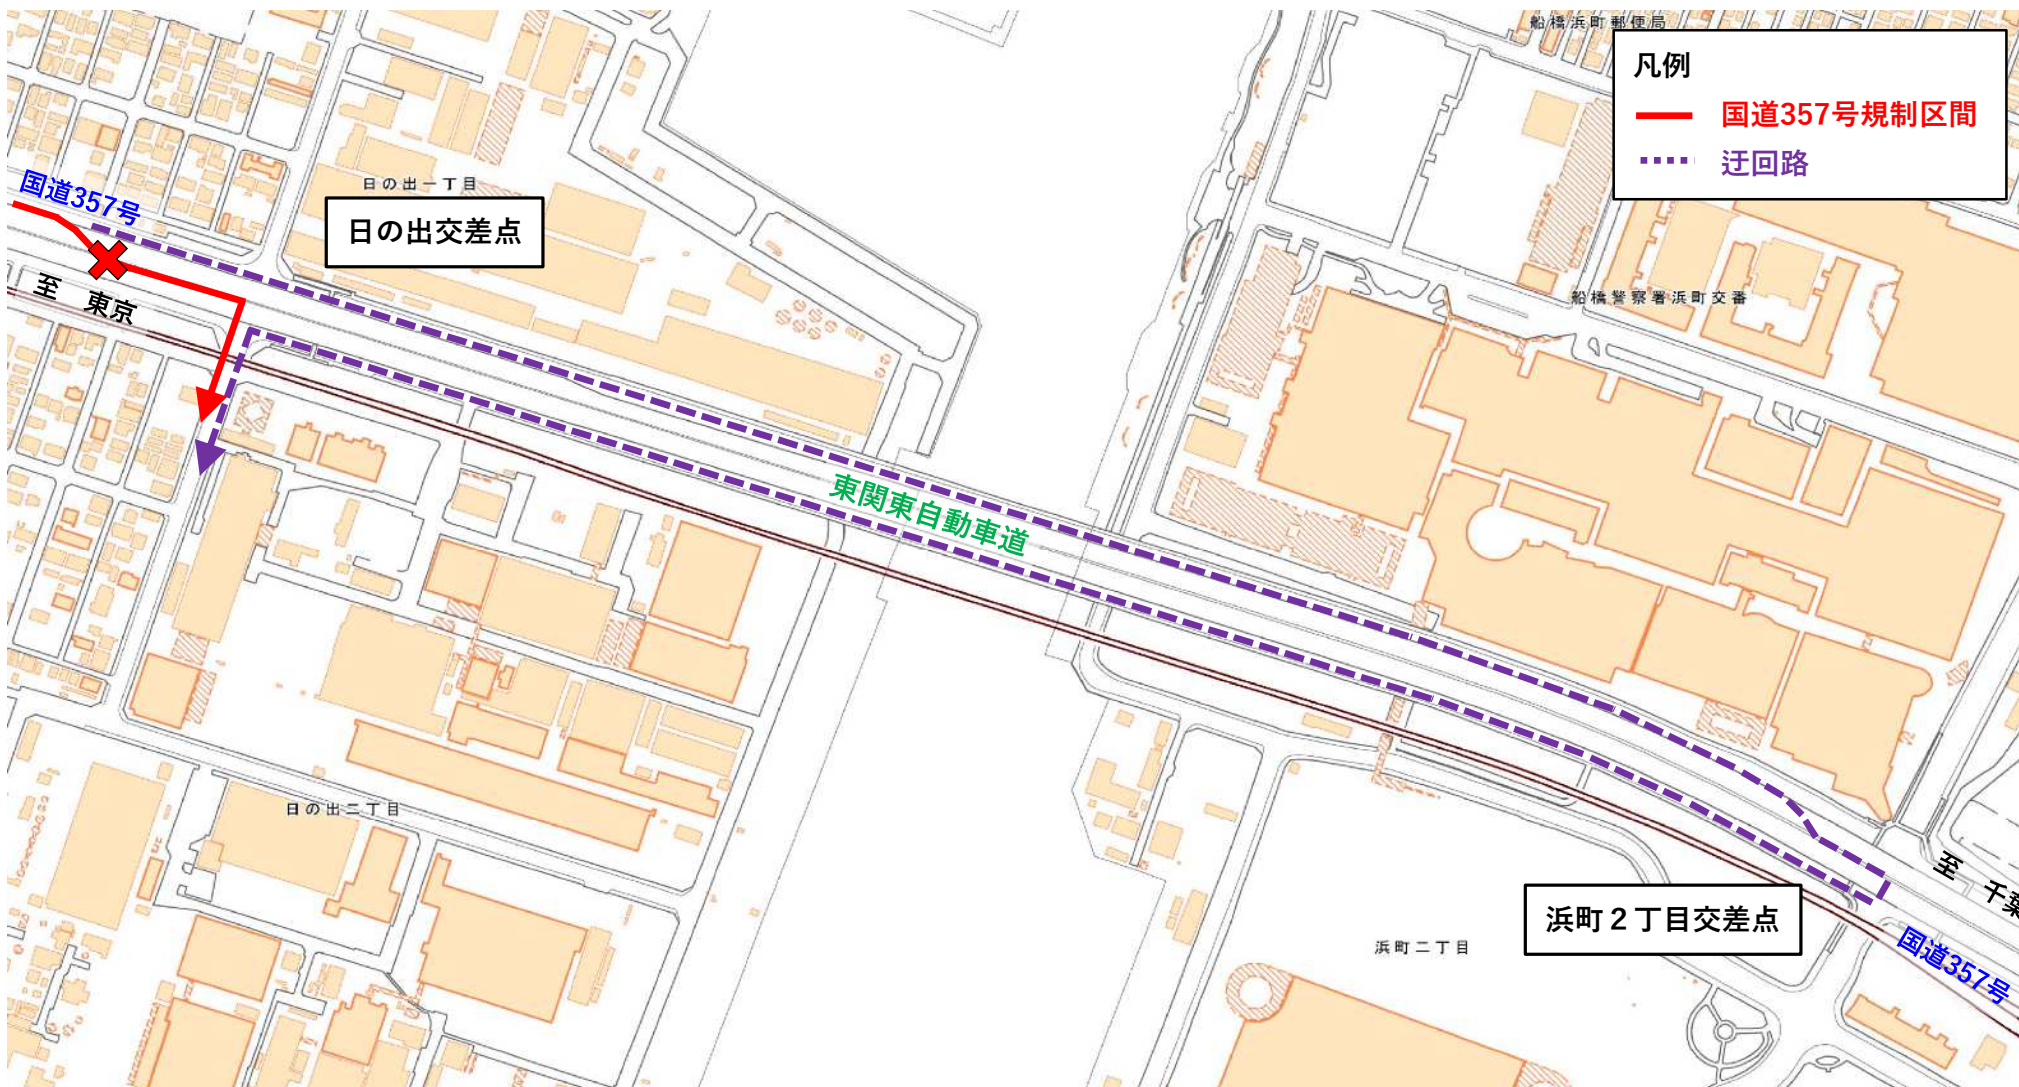 船橋浜町郵便局
凡例
国道357号規制区間
迂回路
国道357号
日の出一丁目
日の出交差点
至 東京
船橋警察署浜町交番
東関東自動車道
日の出二丁目
至 千葉
浜町２丁目交差点
浜町二丁目
国道357号